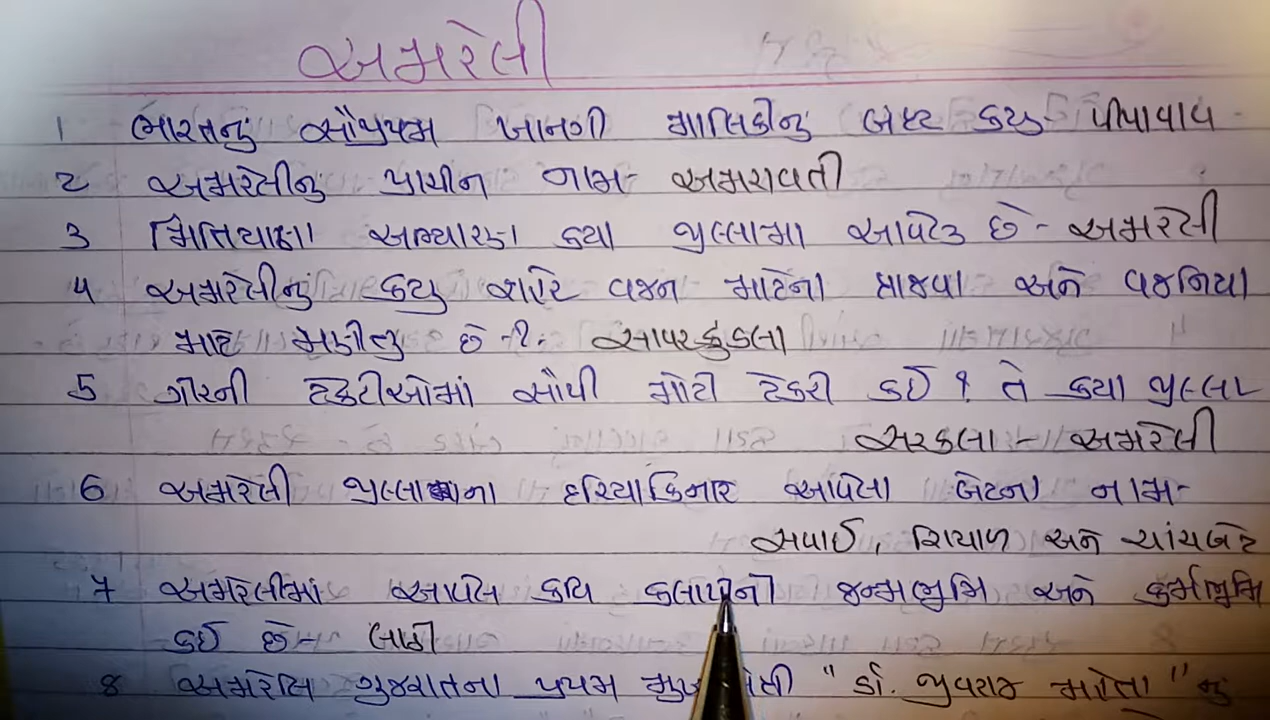 અમરેલી
1 ભારતનું સૌપ્રથમ ખાનગી માલિકીનુ બંદર કયુ- પીપાવાવ
2 અમરેલીનુ પ્રાચીન નામ- અમરાવતી
3 મિતિયાળા અભ્યારણ કયા જીલ્લામા આવેલુ છે - અમરેલી
4 અમરેલીનું કયુ શહેર વજન માટેના ત્રાજવા અને વજનિયા
માટે જાણીતુ છે -?. સાવરકુંડલા
5 ગીરની ટેકરીઓમાં સૌથી મોટી ટેકરી કઈ ? તે કયા જીલ્લા
સરકલા - અમરેલી
6 અમરેલી જીલ્લાના દરિયાકિનારે આવેલા બેટના નામ-
સવાઈ, શિયાળ અને ચાંચબેટ
7 અમરેલીમાં આવેલ કવિ કલાપીની જન્મભુમિ અને કર્મભુમિ
કઈ છે- લાઠી
8 અમરેલિ ગુજરાતના પ્રથમ "ડૉ. જીવરાજ મહેતા" નુ